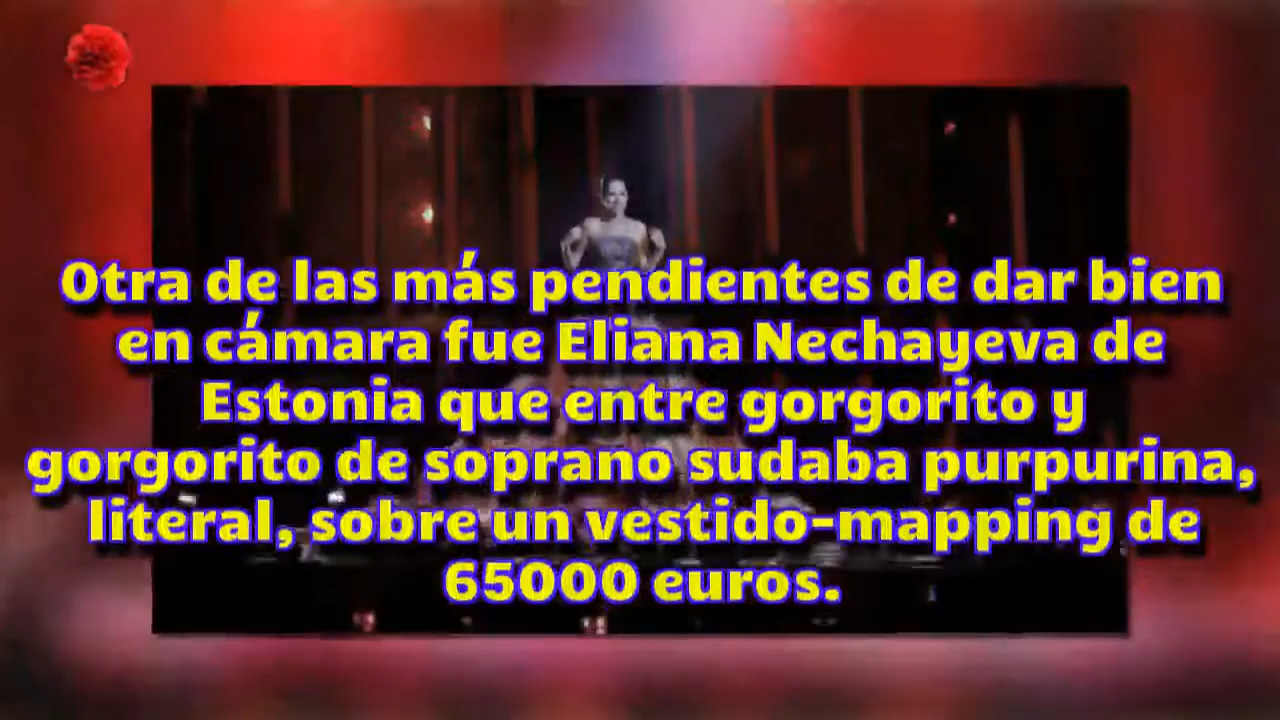 Otra de las más pendientes de dar bien
en cámara fue Eliana Nechayeva de
Estonia que entre gorgorito y
gorgorito de soprano sudaba purpurina,
literal, sobre un vestido-mapping de
65000 euros.